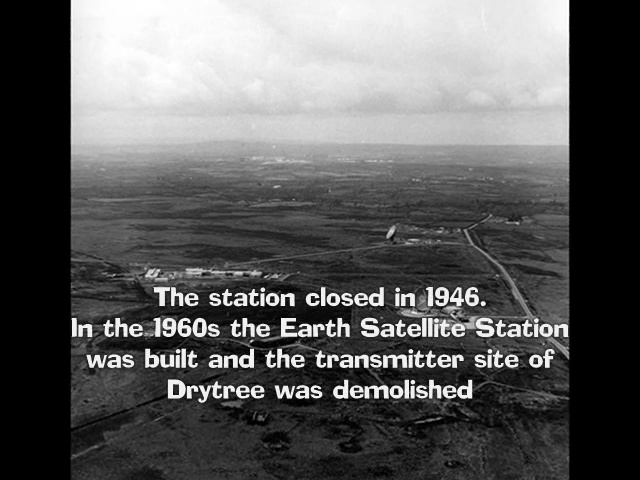 The station closed in 1946.
In the 1960s the Earth Satellite Station
was built and the transmitter site of
Drytree was demolished